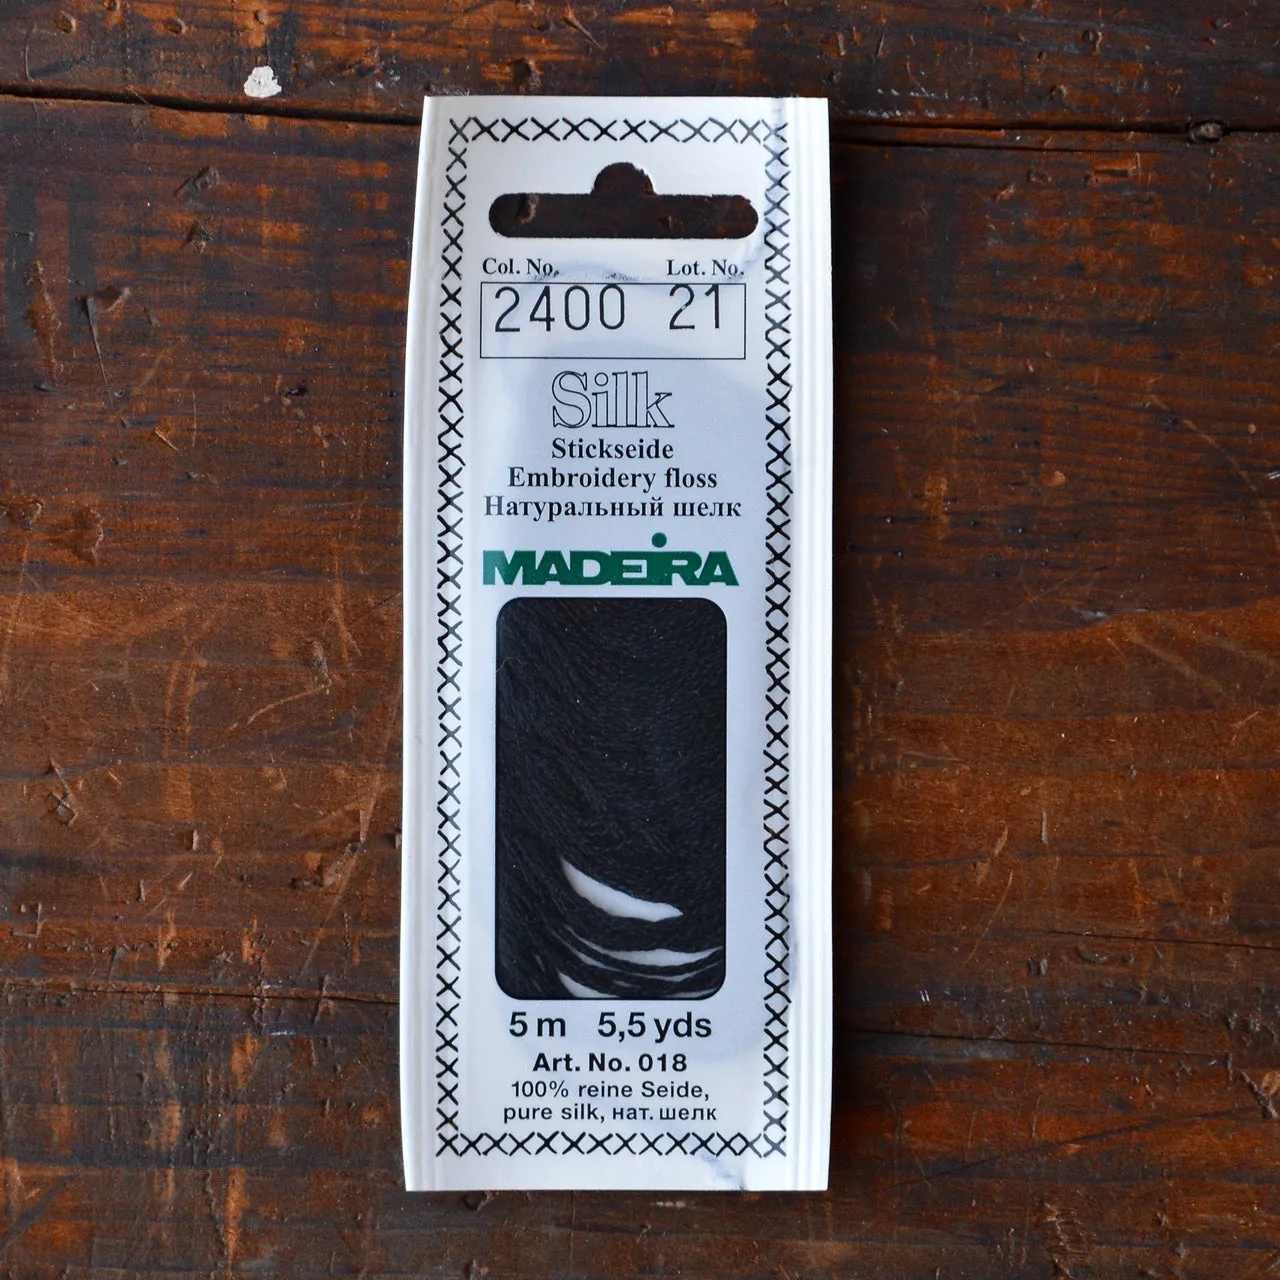 Col. No. Lot. No.
2400 21
Silk
Stickseide
Embroidery floss
Натуральный шелк
MADEIRA
5 m 5,5 yds
Art. No. 018
100% reine Seide,
pure silk, нат. шелк